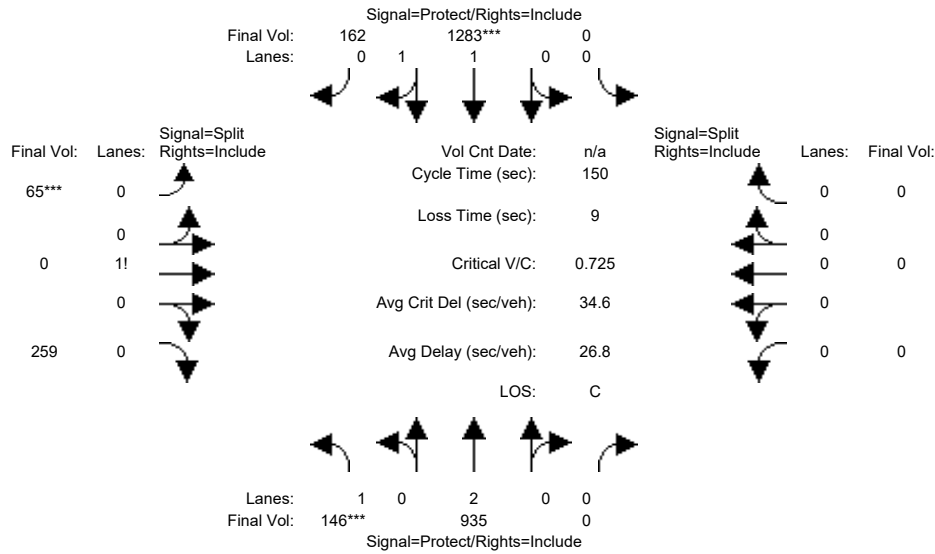 Signal=Protect/Rights=Include
Final Vol: 162 1283*** 0
Lanes: 0 1 1 0 0
Signal=Split Signal=Split
Final Vol: Lanes: Rights=Include Vol Cnt Date: n/a Rights=Include Lanes: Final Vol:
Cycle Time (sec): 150
65*** 0 0 0
Loss Time (sec): 9
0 0
0 1! Critical V/C: 0.725 0 0
0 Avg Crit Del (sec/veh): 34.6 0
259 0 Avg Delay (sec/veh): 26.8 0 0
LOS: C
Lanes: 1 0 2 0 0
Final Vol: 146*** 935 0
Signal=Protect/Rights=Include